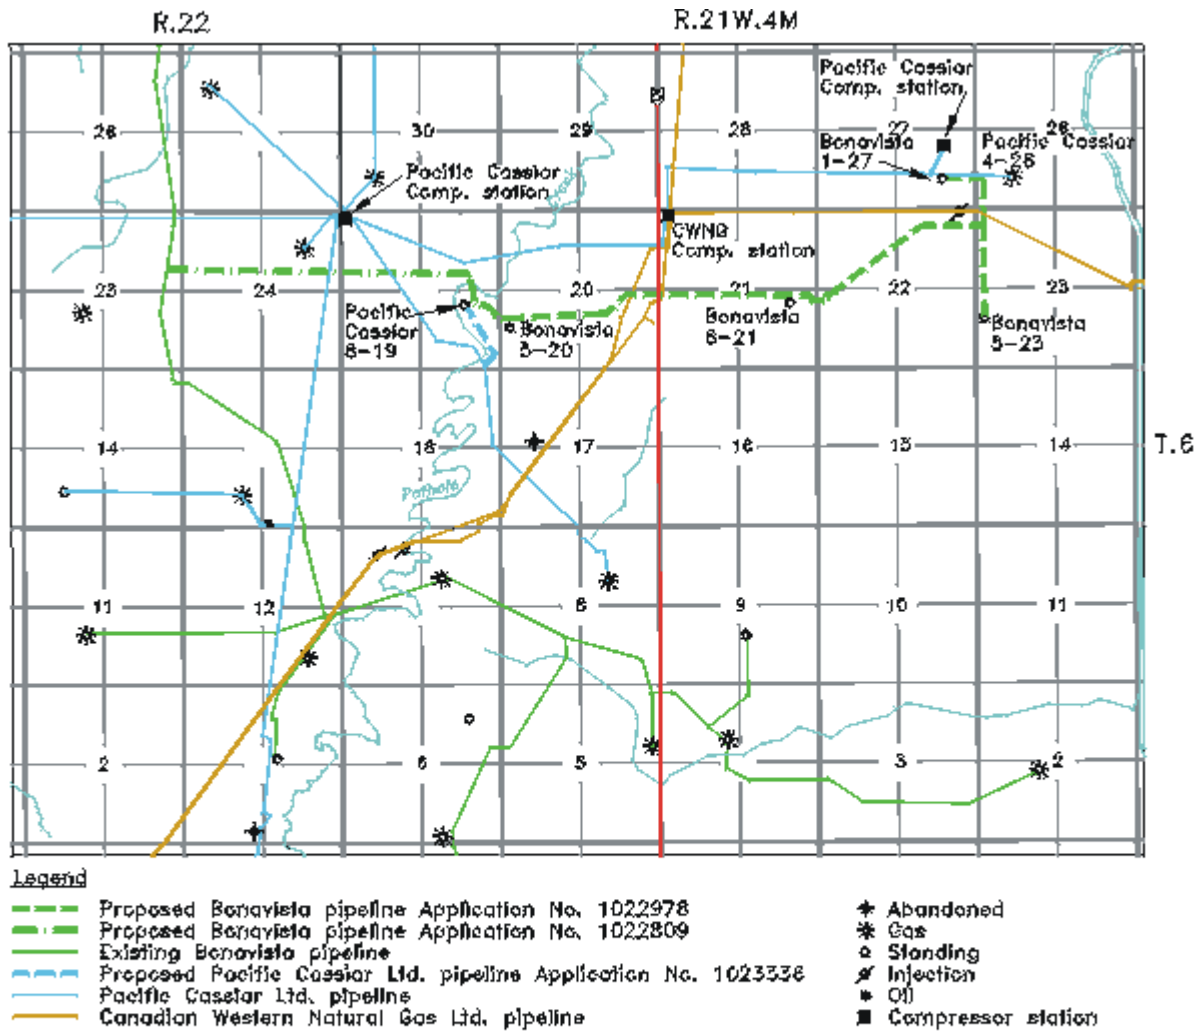 R.22 R.21W.4M
Pacific Cassiar
Comp. station
26 30 29 28 27 26
Bonavista
1-27
Pacific Cassiar
4-26
Pacific Cassiar
Comp. station
CWNG
Comp. station
23 24 20 21 22 23
Pacific
Cassiar
8-19
Bonavista
5-20
Bonavista
6-21
Bonavista
5-23
14 18 17 16 15 14
T.6
Pothole
11 12 8 9 10 11
2 6 5 3 2
Legend
Proposed Bonavista pipeline Application No. 1022978
Proposed Bonavista pipeline Application No. 1022809
Existing Bonavista pipeline
Proposed Pacific Cassiar Ltd. pipeline Application No. 1023336
Pacific Cassiar Ltd. pipeline
Canadian Western Natural Gas Ltd. pipeline
Abandoned
Gas
Standing
Injection
Oil
Compressor station